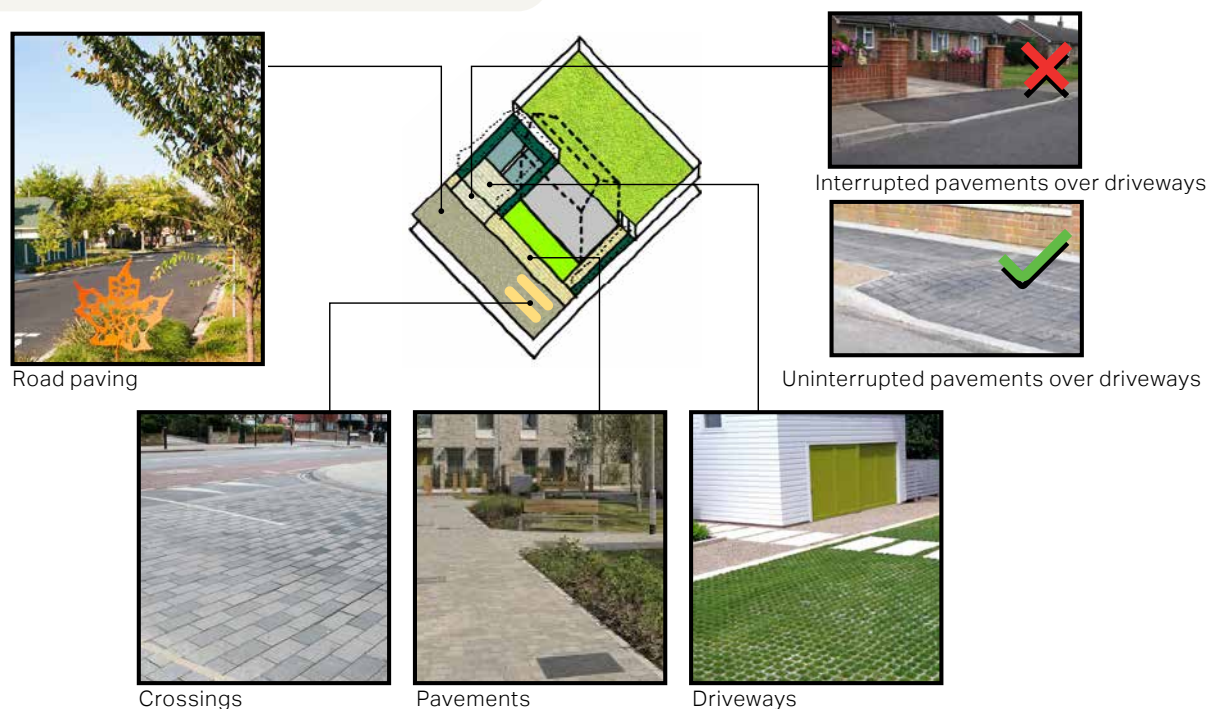 Interrupted pavements over driveways
Uninterrupted pavements over driveways
Road paving
Crossings
Pavements
Driveways